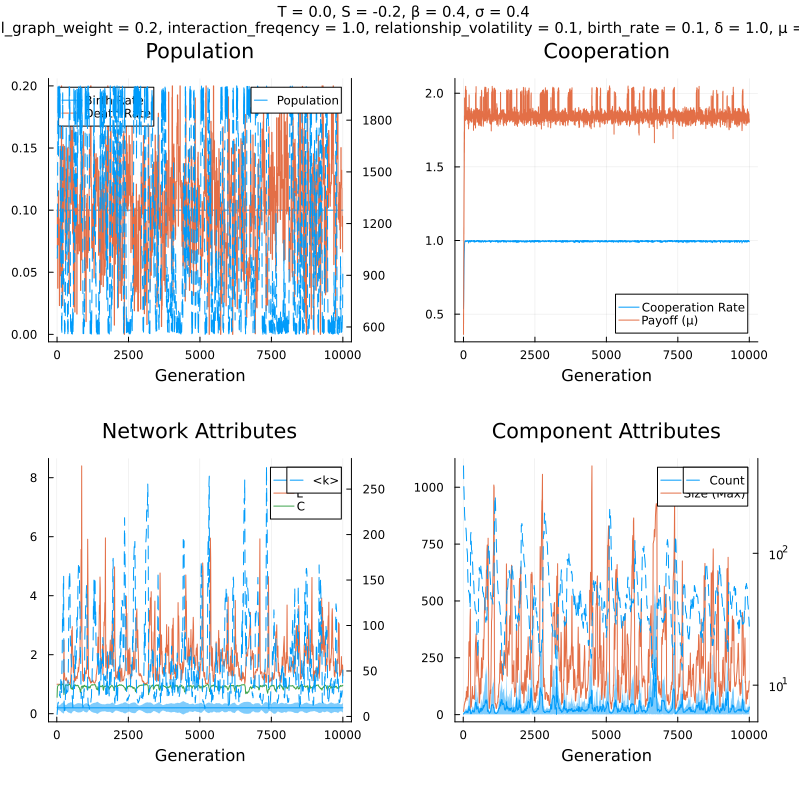 T = 0.0, S = -0.2, β = 0.4, σ = 0.4
l_graph_weight = 0.2, interaction_freqency = 1.0, relationship_volatility = 0.1, birth_rate = 0.1, δ = 1.0, μ =
Population
Cooperation
0.20
0.15
0.10
0.05
0.00
Birth Rate
Death Rate
Population
1800
1500
1200
900
600
0 2500 5000 7500 10000
Generation
2.0
1.5
1.0
0.5
Cooperation Rate
Payoff (μ)
0 2500 5000 7500 10000
Generation
Network Attributes
Component Attributes
8
6
4
2
0
<k>
L
C
250
200
150
100
50
0
0 2500 5000 7500 10000
Generation
1000
750
500
250
0
Count
Size (Max)
10²
10¹
0 2500 5000 7500 10000
Generation